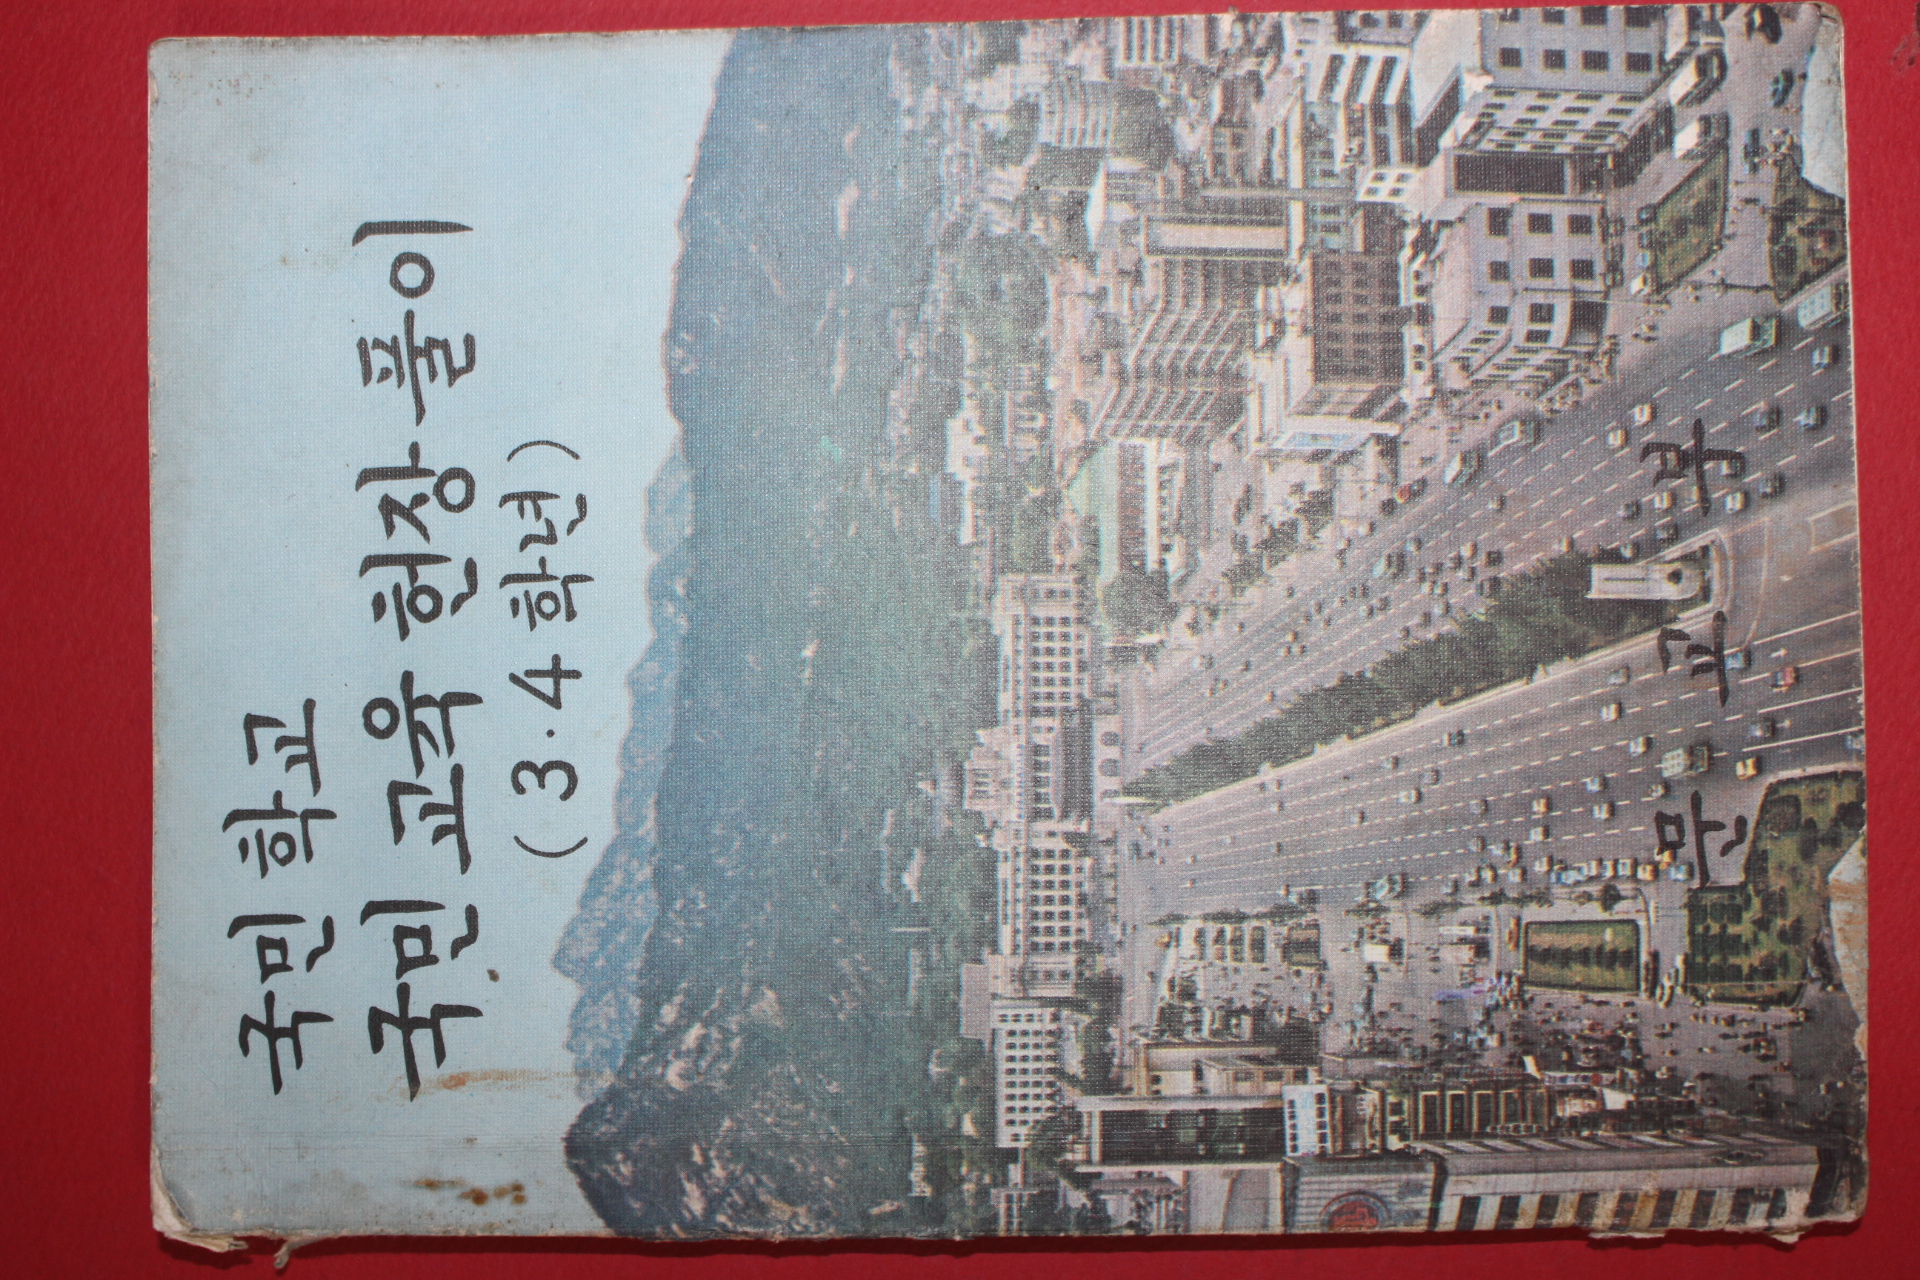 국민 학교
국민 교육 헌장 풀이
(3·4 학년)
문 교 부